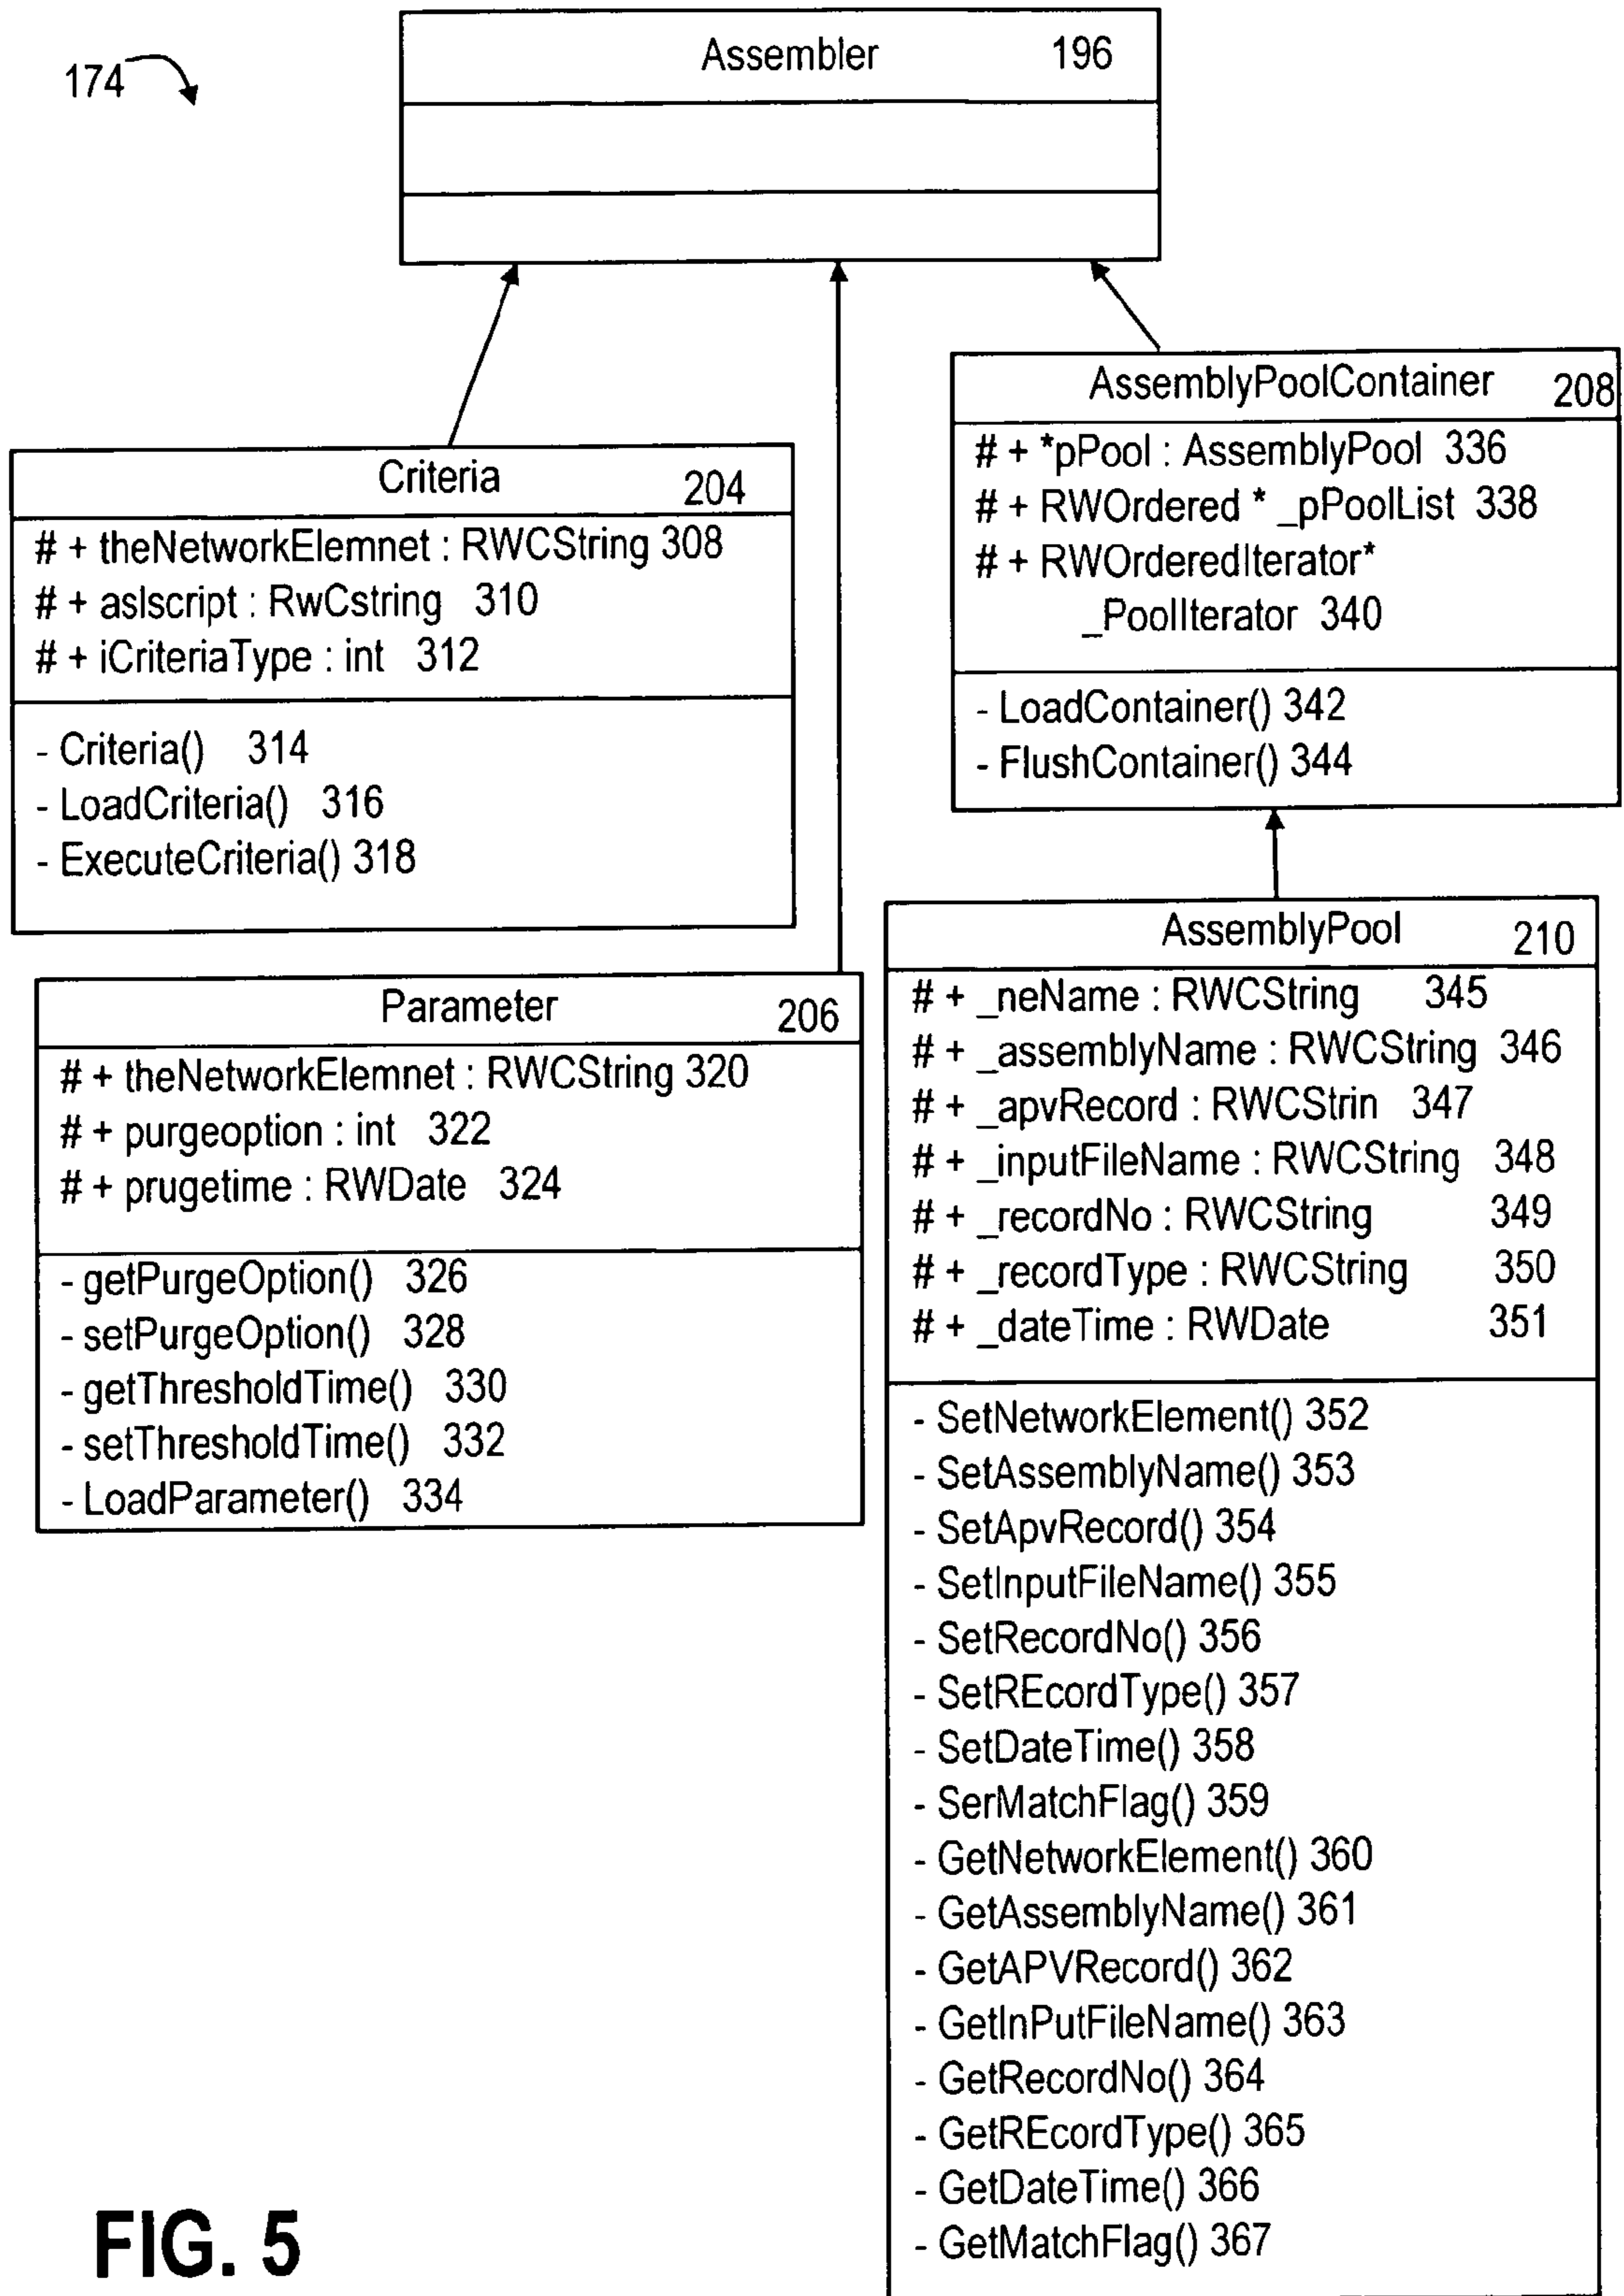 174
Assembler 196
AssemblyPoolContainer 208
# + *pPool : AssemblyPool 336
# + RWOrdered * _pPoolList 338
# + RWOrderedIterator*
_PoolIterator 340
- LoadContainer() 342
- FlushContainer() 344
Criteria 204
# + theNetworkElemnet : RWCString 308
# + aslscript : RwCstring 310
# + iCriteriaType : int 312
- Criteria() 314
- LoadCriteria() 316
- ExecuteCriteria() 318
Parameter 206
# + theNetworkElemnet : RWCString 320
# + purgeoption : int 322
# + prugetime : RWDate 324
- getPurgeOption() 326
- setPurgeOption() 328
- getThresholdTime() 330
- setThresholdTime() 332
- LoadParameter() 334
AssemblyPool 210
# + _neName : RWCString 345
# + _assemblyName : RWCString 346
# + _apvRecord : RWCStrin 347
# + _inputFileName : RWCString 348
# + _recordNo : RWCString 349
# + _recordType : RWCString 350
# + _dateTime : RWDate 351
- SetNetworkElement() 352
- SetAssemblyName() 353
- SetApvRecord() 354
- SetInputFileName() 355
- SetRecordNo() 356
- SetREcordType() 357
- SetDateTime() 358
- SerMatchFlag() 359
- GetNetworkElement() 360
- GetAssemblyName() 361
- GetAPVRecord() 362
- GetInPutFileName() 363
- GetRecordNo() 364
- GetREcordType() 365
- GetDateTime() 366
- GetMatchFlag() 367
FIG. 5